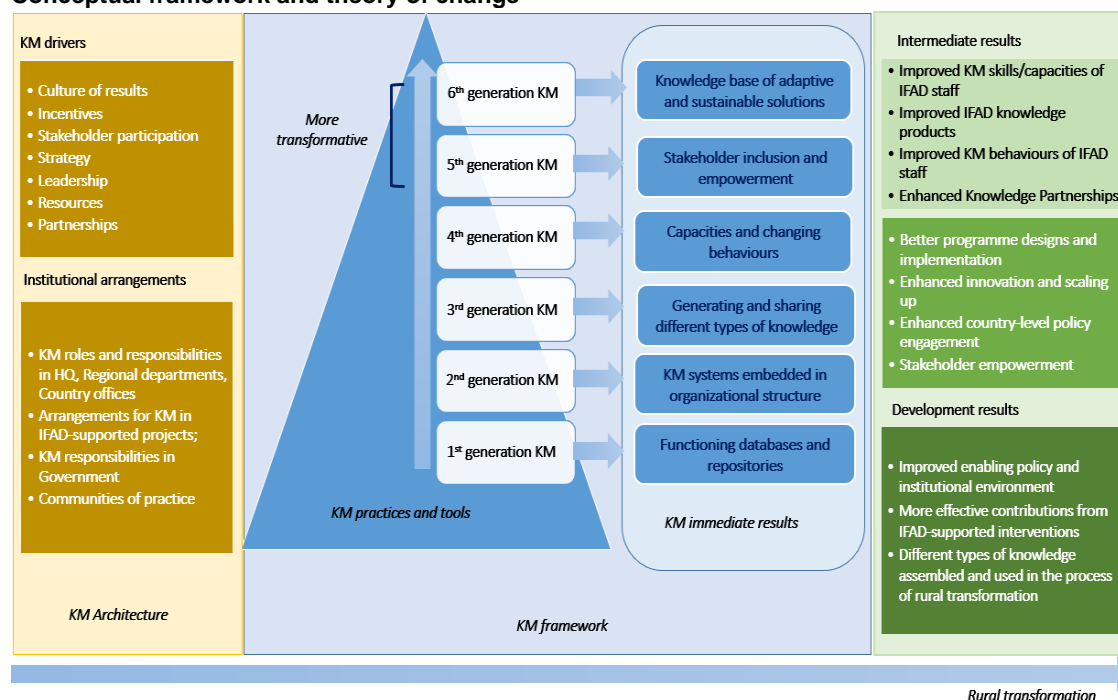 Conceptual framework and theory of change
KM drivers
• Culture of results
• Incentives
• Stakeholder participation
• Strategy
• Leadership
• Resources
• Partnerships
Institutional arrangements
• KM roles and responsibilities
in HQ, Regional departments,
Country offices
• Arrangements for KM in
IFAD-supported projects;
• KM responsibilities in
Government
• Communities of practice
KM Architecture
More
transformative
6th generation KM
5th generation KM
4th generation KM
3rd generation KM
2nd generation KM
1st generation KM
KM practices and tools
Knowledge base of adaptive
and sustainable solutions
Stakeholder inclusion and
empowerment
Capacities and changing
behaviours
Generating and sharing
different types of knowledge
KM systems embedded in
organizational structure
Functioning databases and
repositories
KM immediate results
KM framework
Intermediate results
• Improved KM skills/capacities of
IFAD staff
• Improved IFAD knowledge
products
• Improved KM behaviours of IFAD
staff
• Enhanced Knowledge Partnerships
• Better programme designs and
implementation
• Enhanced innovation and scaling
up
• Enhanced country-level policy
engagement
• Stakeholder empowerment
Development results
• Improved enabling policy and
institutional environment
• More effective contributions from
IFAD-supported interventions
• Different types of knowledge
assembled and used in the process
of rural transformation
Rural transformation